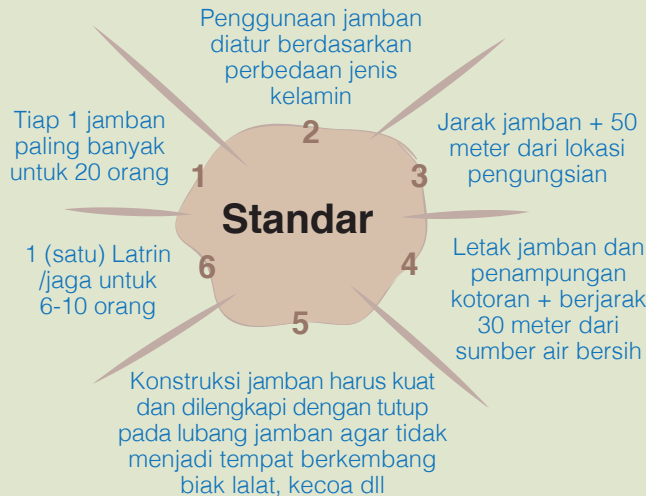 Penggunaan jamban
diatur berdasarkan
perbedaan jenis
kelamin
Tiap 1 jamban
paling banyak
untuk 20 orang
Jarak jamban + 50
meter dari lokasi
pengungsian
2
1
3
Standar
1 (satu) Latrin
/jaga untuk
6-10 orang
6
4
5
Letak jamban dan
penampungan
kotoran + berjarak
30 meter dari
sumber air bersih
Konstruksi jamban harus kuat
dan dilengkapi dengan tutup
pada lubang jamban agar tidak
menjadi tempat berkembang
biak lalat, kecoa dll